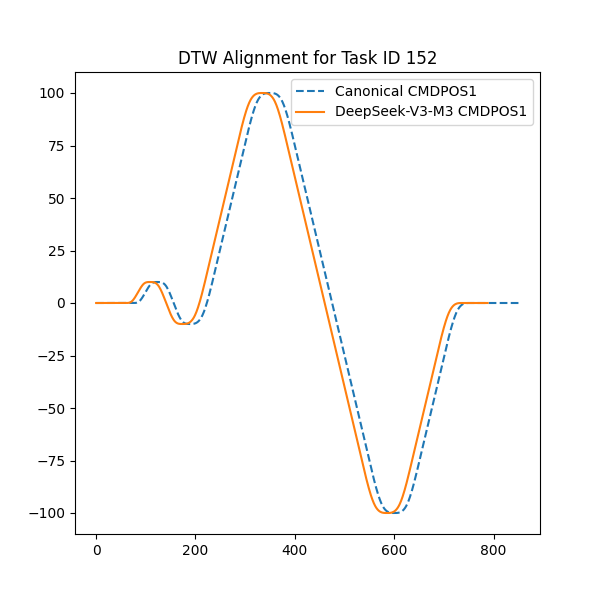 DTW Alignment for Task ID 152
Canonical CMDPOS1
DeepSeek-V3-M3 CMDPOS1
100
75
50
25
0
−25
−50
−75
−100
0 200 400 600 800